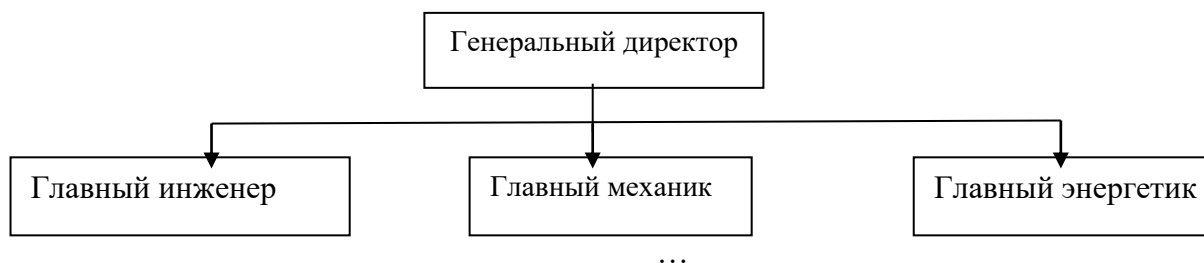 Генеральный директор
Главный инженер
Главный механик
Главный энергетик
…